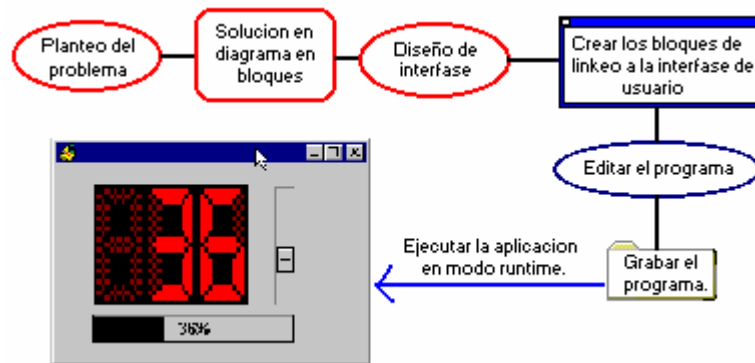 Planteo del
problema
Solucion en
diagrama en
bloques
Diseño de
interfase
Crear los bloques de
linkeo a la interfase de
usuario
Editar el programa
Grabar el
programa.
Ejecutar la aplicacion
en modo runtime.
36
36%